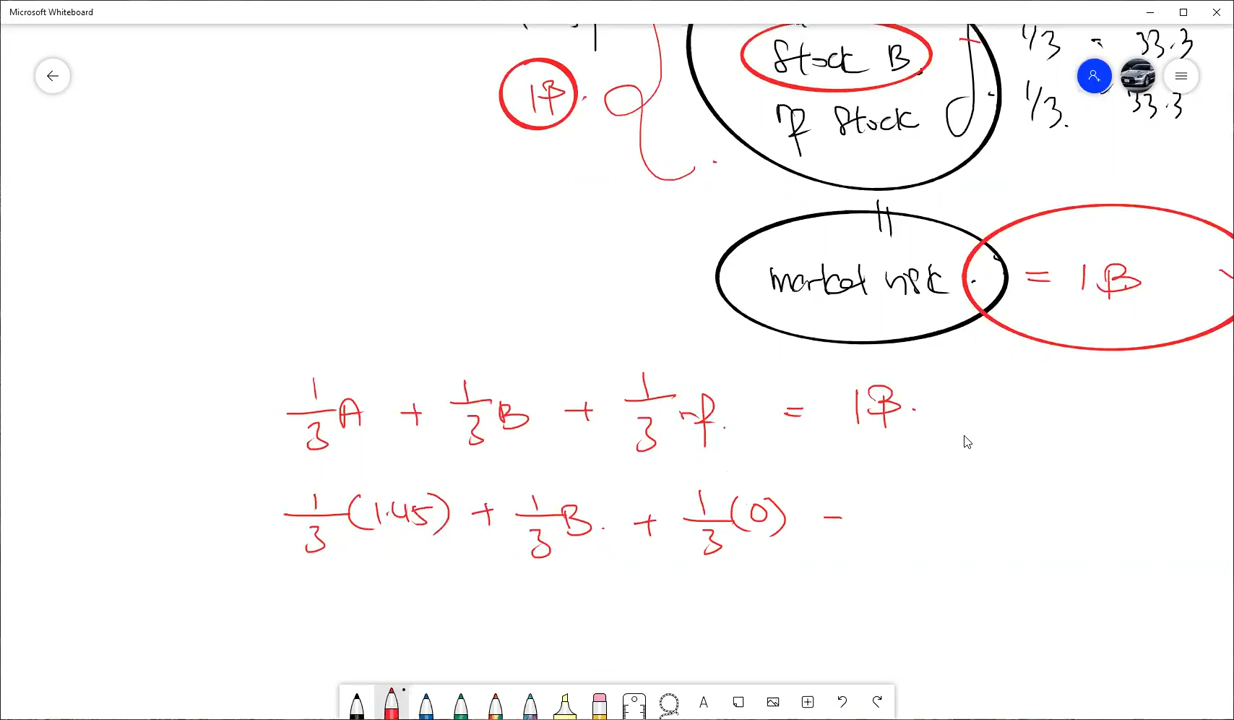 Microsoft Whiteboard
Stock B 1/3 - 33.3
1β. rf Stock 1/3. 33.3
market risk. = 1β
1/3 A + 1/3 B + 1/3 rf. = 1β.
1/3 (1.45) + 1/3 B. + 1/3 (0) -
A